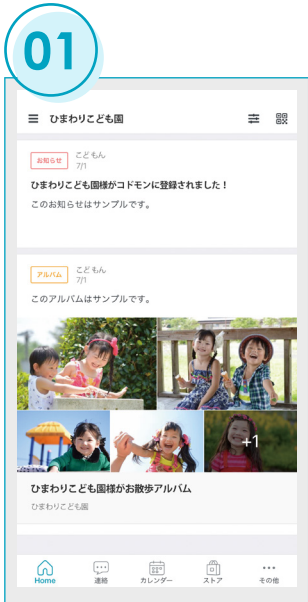 01
ひまわりこども園
お知らせ
こどもん
7/1
ひまわりこども園様がコドモンに登録されました！
このお知らせはサンプルです。
アルバム
こどもん
7/1
このアルバムはサンプルです。
+1
ひまわりこども園様がお散歩アルバム
ひまわりこども園
Home 連絡 カレンダー ストア その他